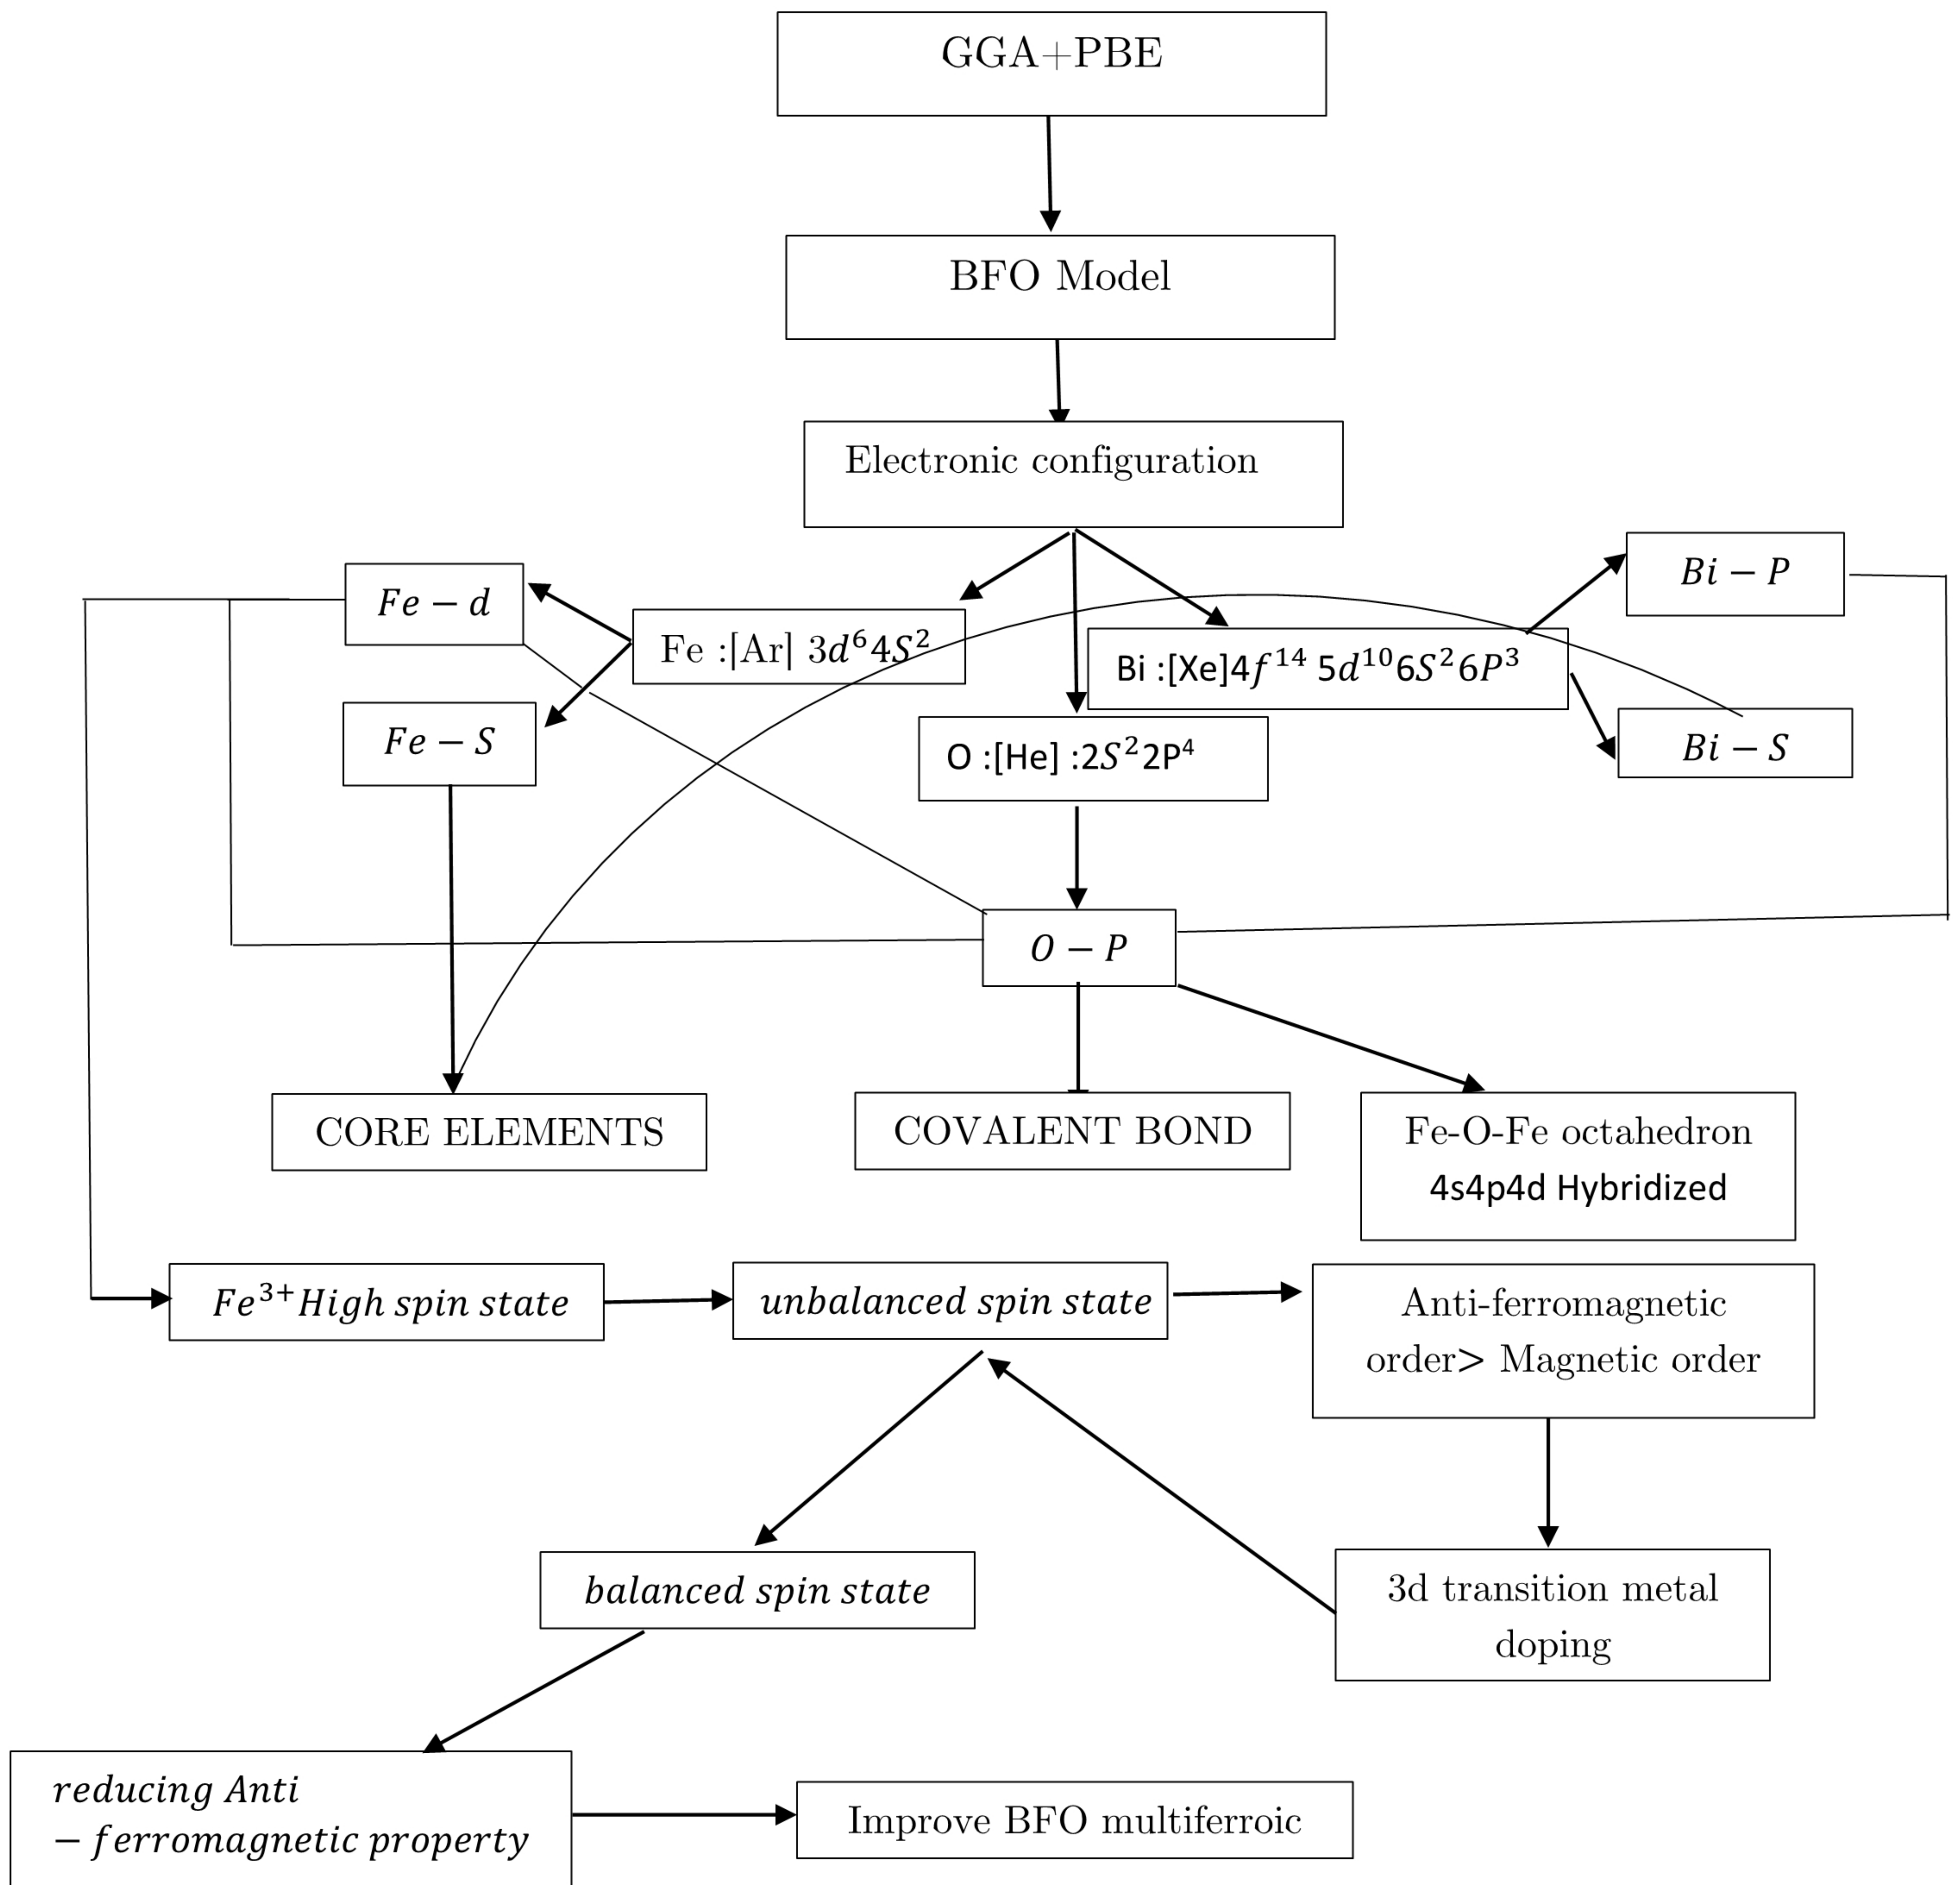 GGA+PBE
BFO Model
Electronic configuration
Fe − d
Fe :[Ar] 3d⁶4S²
Bi :[Xe]4f¹⁴ 5d¹⁰6S²6P³
Bi − P
Fe − S
O :[He] :2S²2P⁴
Bi − S
O − P
CORE ELEMENTS
COVALENT BOND
Fe-O-Fe octahedron
4s4p4d Hybridized
Fe³⁺High spin state
unbalanced spin state
Anti-ferromagnetic
order> Magnetic order
balanced spin state
3d transition metal
doping
reducing Anti
− ferromagnetic property
Improve BFO multiferroic